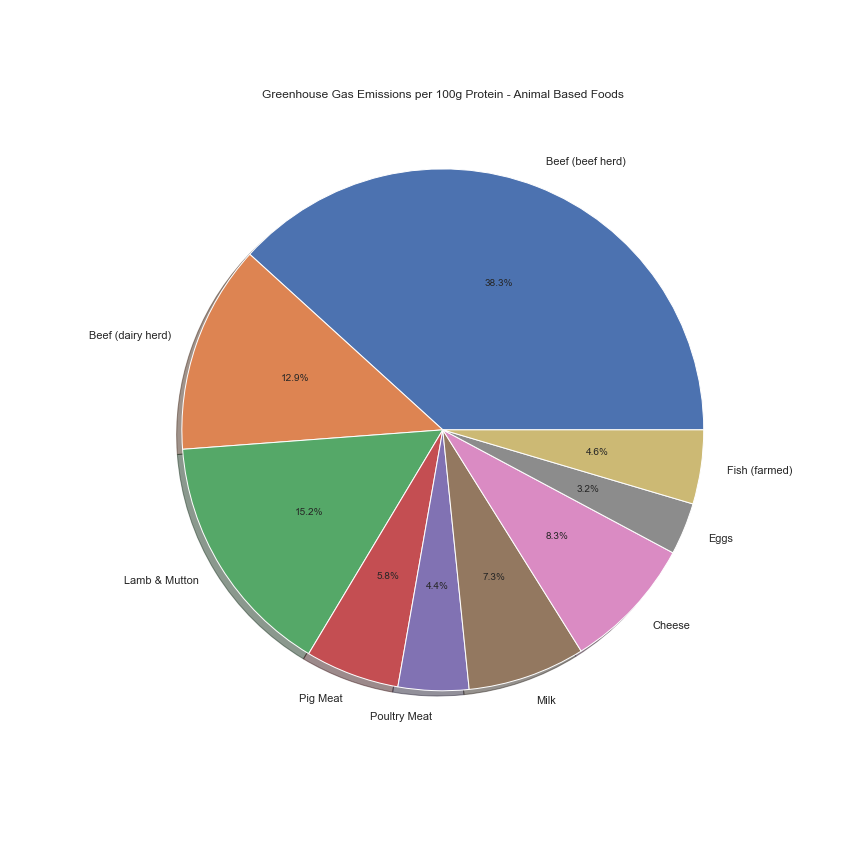 Greenhouse Gas Emissions per 100g Protein - Animal Based Foods
Beef (beef herd)
38.3%
Beef (dairy herd)
12.9%
Lamb & Mutton
15.2%
Pig Meat
5.8%
Poultry Meat
4.4%
Milk
7.3%
Cheese
8.3%
Eggs
3.2%
Fish (farmed)
4.6%